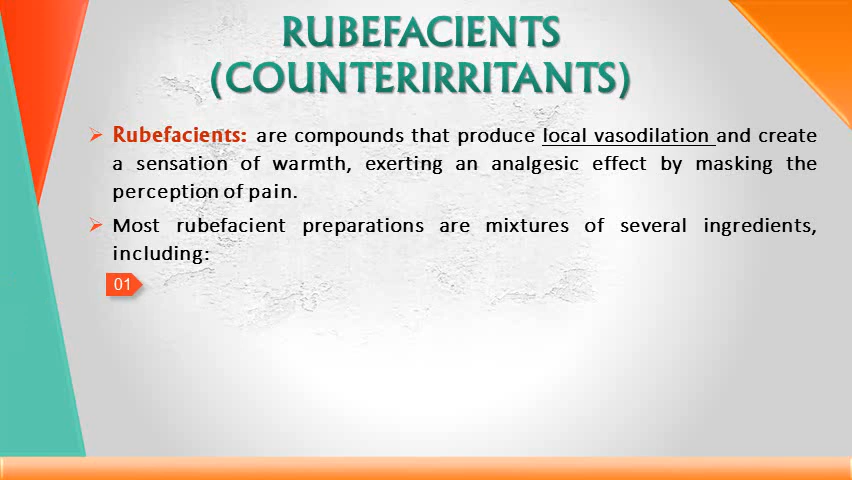 RUBEFACIENTS
(COUNTERIRRITANTS)
➢ Rubefacients: are compounds that produce local vasodilation and create
a sensation of warmth, exerting an analgesic effect by masking the
perception of pain.
➢ Most rubefacient preparations are mixtures of several ingredients,
including:
01